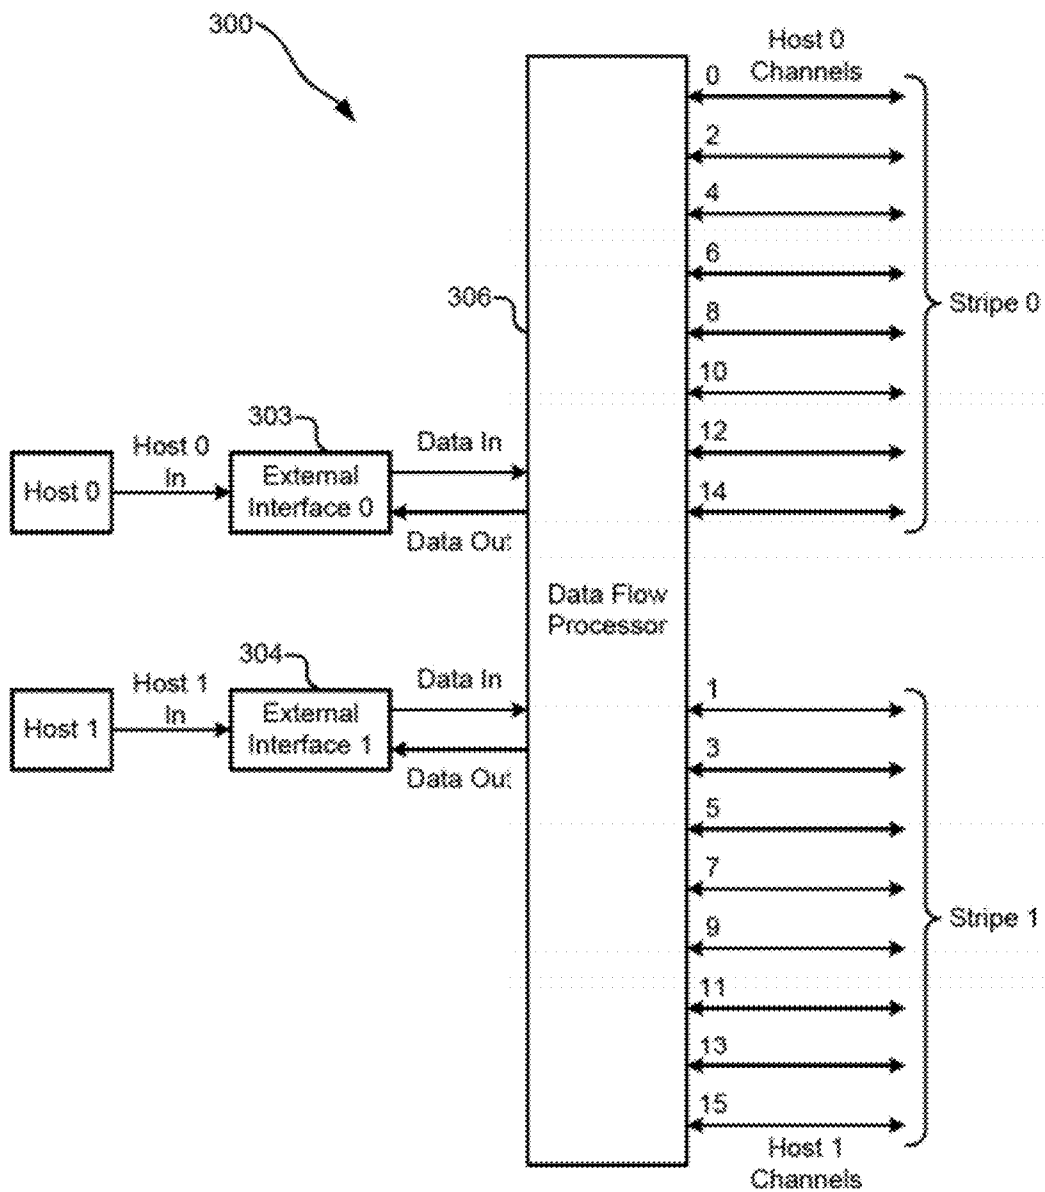 300
Host 0
Channels
0
2
4
6
8
10
12
14
Stripe 0
306
303
Host 0
In
Host 0
External
Interface 0
Data In
Data Out
Data Flow
Processor
304
Host 1
In
Host 1
External
Interface 1
Data In
Data Out
1
3
5
7
9
11
13
15
Stripe 1
Host 1
Channels